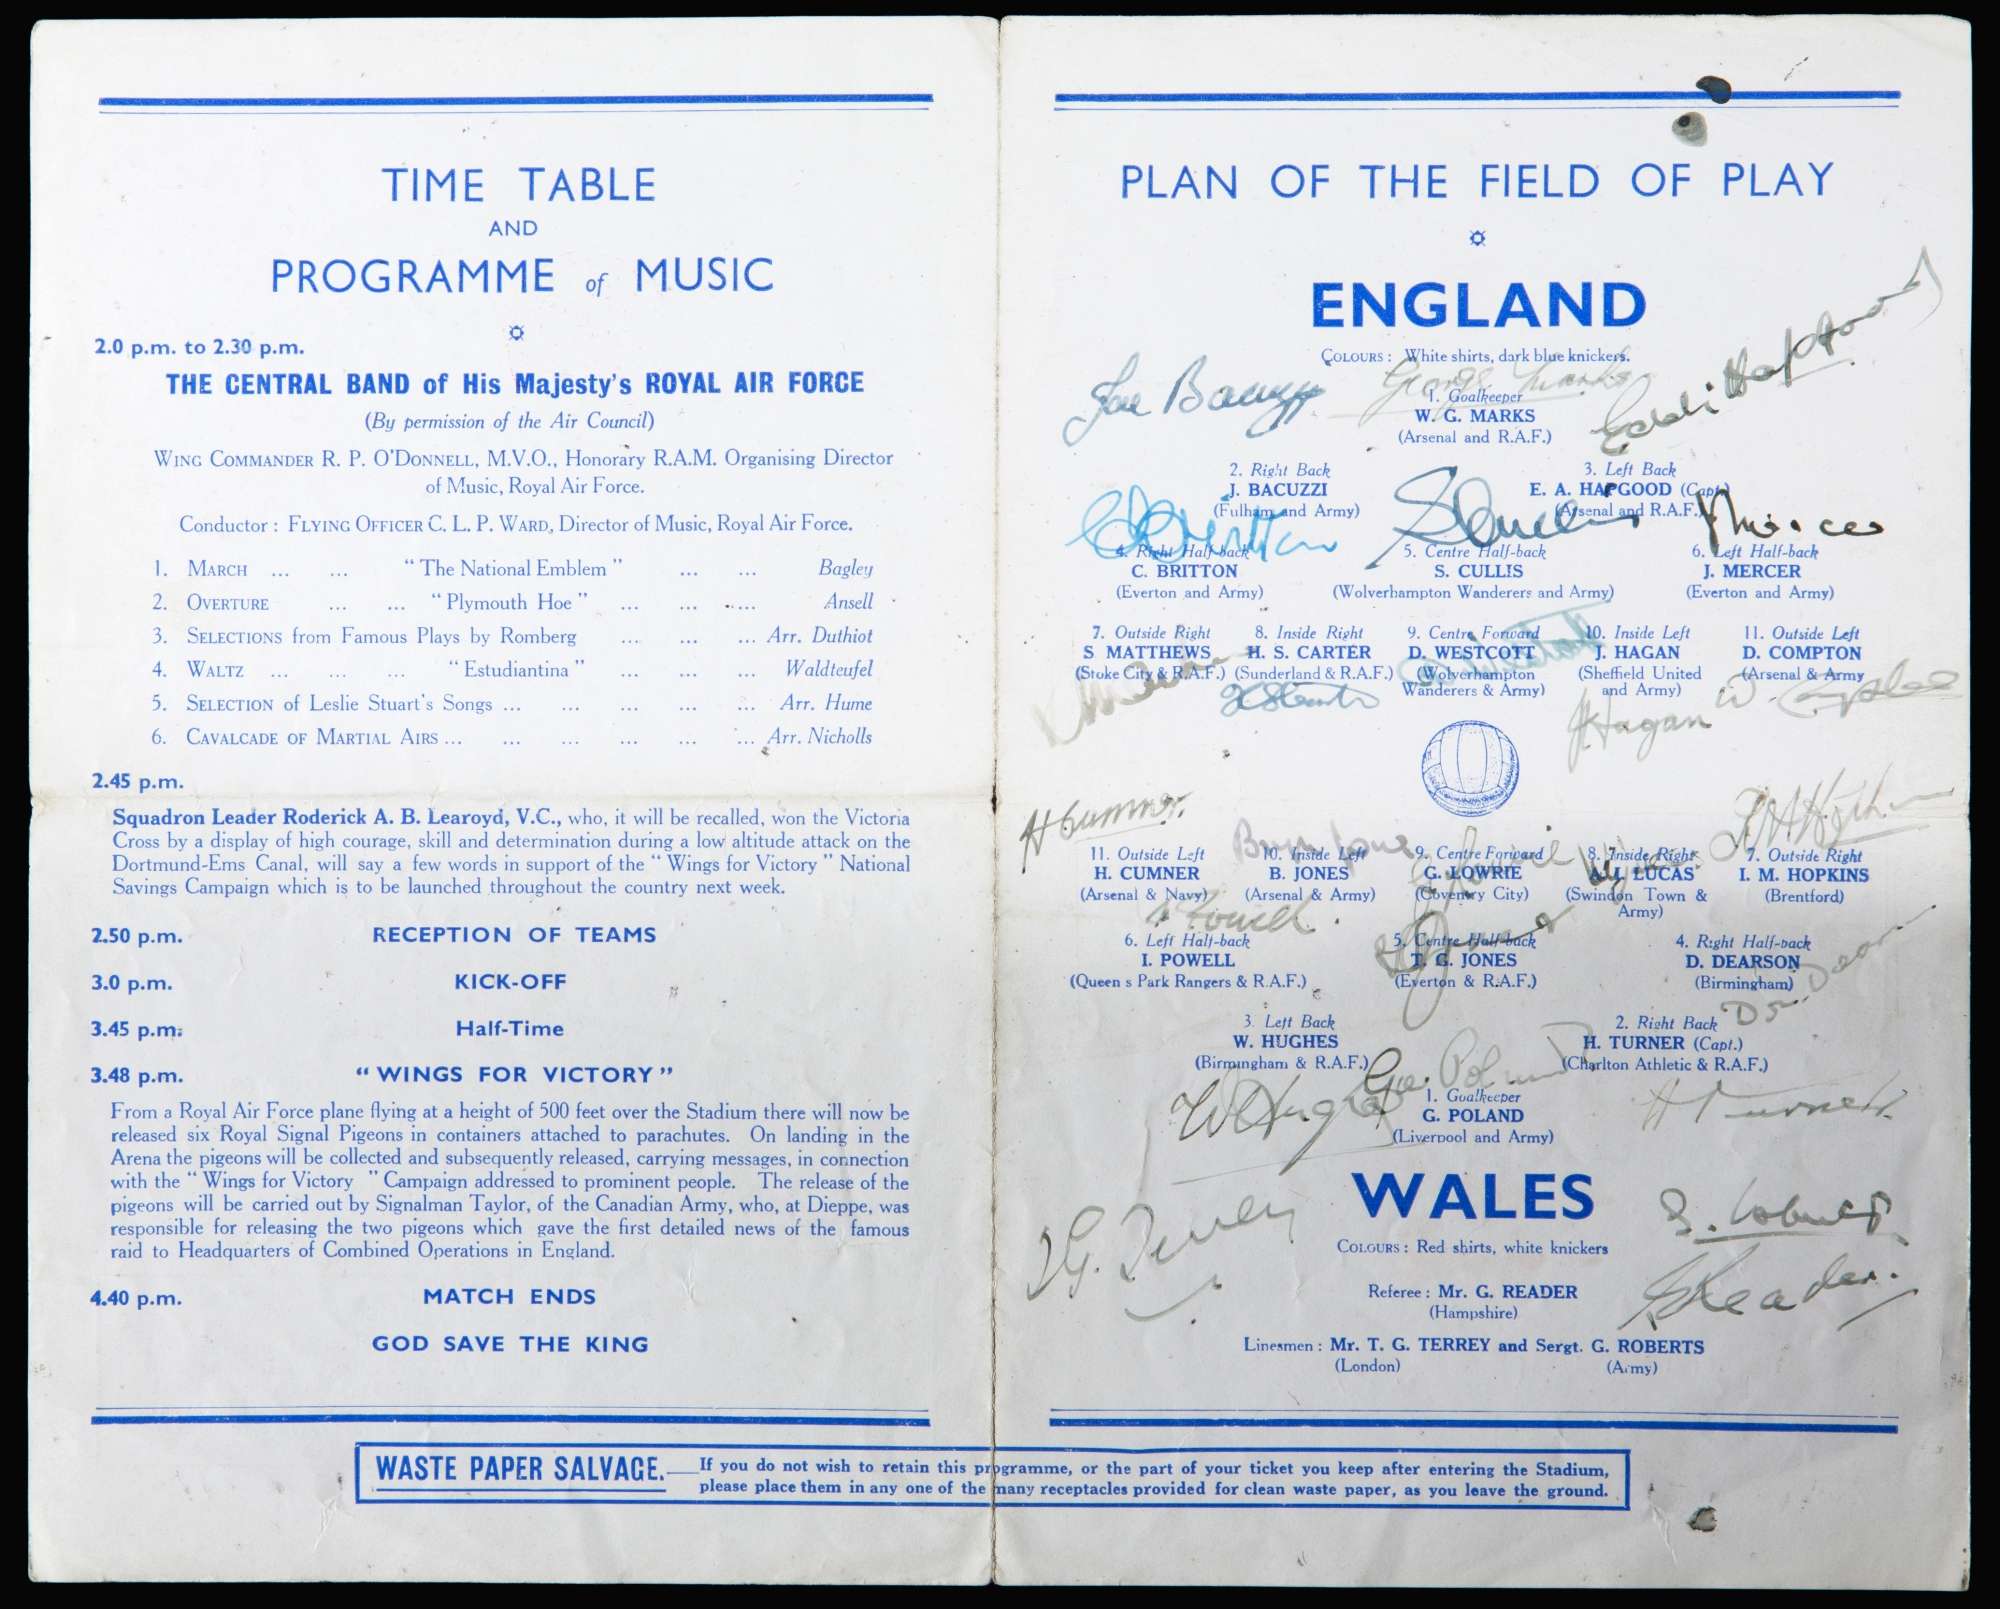 TIME TABLE
AND
PROGRAMME of MUSIC
2.0 p.m. to 2.30 p.m.
THE CENTRAL BAND of His Majesty's ROYAL AIR FORCE
(By permission of the Air Council)
WING COMMANDER R. P. O'DONNELL, M.V.O., Honorary R.A.M. Organising Director
of Music, Royal Air Force.
Conductor : FLYING OFFICER C. L. P. WARD, Director of Music, Royal Air Force.
1. MARCH ... ... "The National Emblem" ... ... Bagley
2. OVERTURE ... ... "Plymouth Hoe" ... ... ... Ansell
3. SELECTIONS from Famous Plays by Romberg ... ... ... Arr. Duthiot
4. WALTZ ... ... ... "Estudiantina" ... ... ... Waldteufel
5. SELECTION of Leslie Stuart's Songs ... ... ... ... ... Arr. Hume
6. CAVALCADE OF MARTIAL AIRS ... ... ... ... ... ... Arr. Nicholls
2.45 p.m.
Squadron Leader Roderick A. B. Learoyd, V.C., who, it will be recalled, won the Victoria
Cross by a display of high courage, skill and determination during a low altitude attack on the
Dortmund-Ems Canal, will say a few words in support of the "Wings for Victory" National
Savings Campaign which is to be launched throughout the country next week.
2.50 p.m. RECEPTION OF TEAMS
3.0 p.m. KICK-OFF
3.45 p.m. Half-Time
3.48 p.m. "WINGS FOR VICTORY"
From a Royal Air Force plane flying at a height of 500 feet over the Stadium there will now be
released six Royal Signal Pigeons in containers attached to parachutes. On landing in the
Arena the pigeons will be collected and subsequently released, carrying messages, in connection
with the "Wings for Victory" Campaign addressed to prominent people. The release of the
pigeons will be carried out by Signalman Taylor, of the Canadian Army, who, at Dieppe, was
responsible for releasing the two pigeons which gave the first detailed news of the famous
raid to Headquarters of Combined Operations in England.
4.40 p.m. MATCH ENDS
GOD SAVE THE KING
PLAN OF THE FIELD OF PLAY
ENGLAND
COLOURS : White shirts, dark blue knickers.
Joe Bacuzzi George Marks Eddie Hapgood
1. Goalkeeper
W. G. MARKS
(Arsenal and R.A.F.)
2. Right Back 3. Left Back
J. BACUZZI E. A. HAPGOOD (Capt.)
(Fulham and Army) (Arsenal and R.A.F.)
C S Britton S Cullis J Mercer
4. Right Half-back 5. Centre Half-back 6. Left Half-back
C. BRITTON S. CULLIS J. MERCER
(Everton and Army) (Wolverhampton Wanderers and Army) (Everton and Army)
7. Outside Right 8. Inside Right 9. Centre Forward 10. Inside Left 11. Outside Left
S MATTHEWS H. S. CARTER D. WESTCOTT J. HAGAN D. COMPTON
(Stoke City & R.A.F.) (Sunderland & R.A.F.) (Wolverhampton (Sheffield United (Arsenal & Army
Wanderers & Army) and Army)
HS Carter J Hagan
H Cumner Bryn Jones
11. Outside Left 10. Inside Left 9. Centre Forward 8. Inside Right 7. Outside Right
H. CUMNER B. JONES G. LOWRIE A. J. LUCAS I. M. HOPKINS
(Arsenal & Navy) (Arsenal & Army) (Coventry City) (Swindon Town & (Brentford)
Army)
I Powell
6. Left Half-back 5. Centre Half-back 4. Right Half-back
I. POWELL T. G. JONES D. DEARSON
(Queen s Park Rangers & R.A.F.) (Everton & R.A.F.) (Birmingham)
3. Left Back 2. Right Back
W. HUGHES H. TURNER (Capt.)
(Birmingham & R.A.F.) (Charlton Athletic & R.A.F.)
W Hughes Geo. Poland H Turner
1. Goalkeeper
G. POLAND
(Liverpool and Army)
WALES
COLOURS : Red shirts, white knickers
T G. Terrey G Reader.
Referee : Mr. G. READER
(Hampshire)
Linesmen : Mr. T. G. TERREY and Sergt. G. ROBERTS
(London) (Army)
WASTE PAPER SALVAGE.—If you do not wish to retain this programme, or the part of your ticket you keep after entering the Stadium,
please place them in any one of the many receptacles provided for clean waste paper, as you leave the ground.